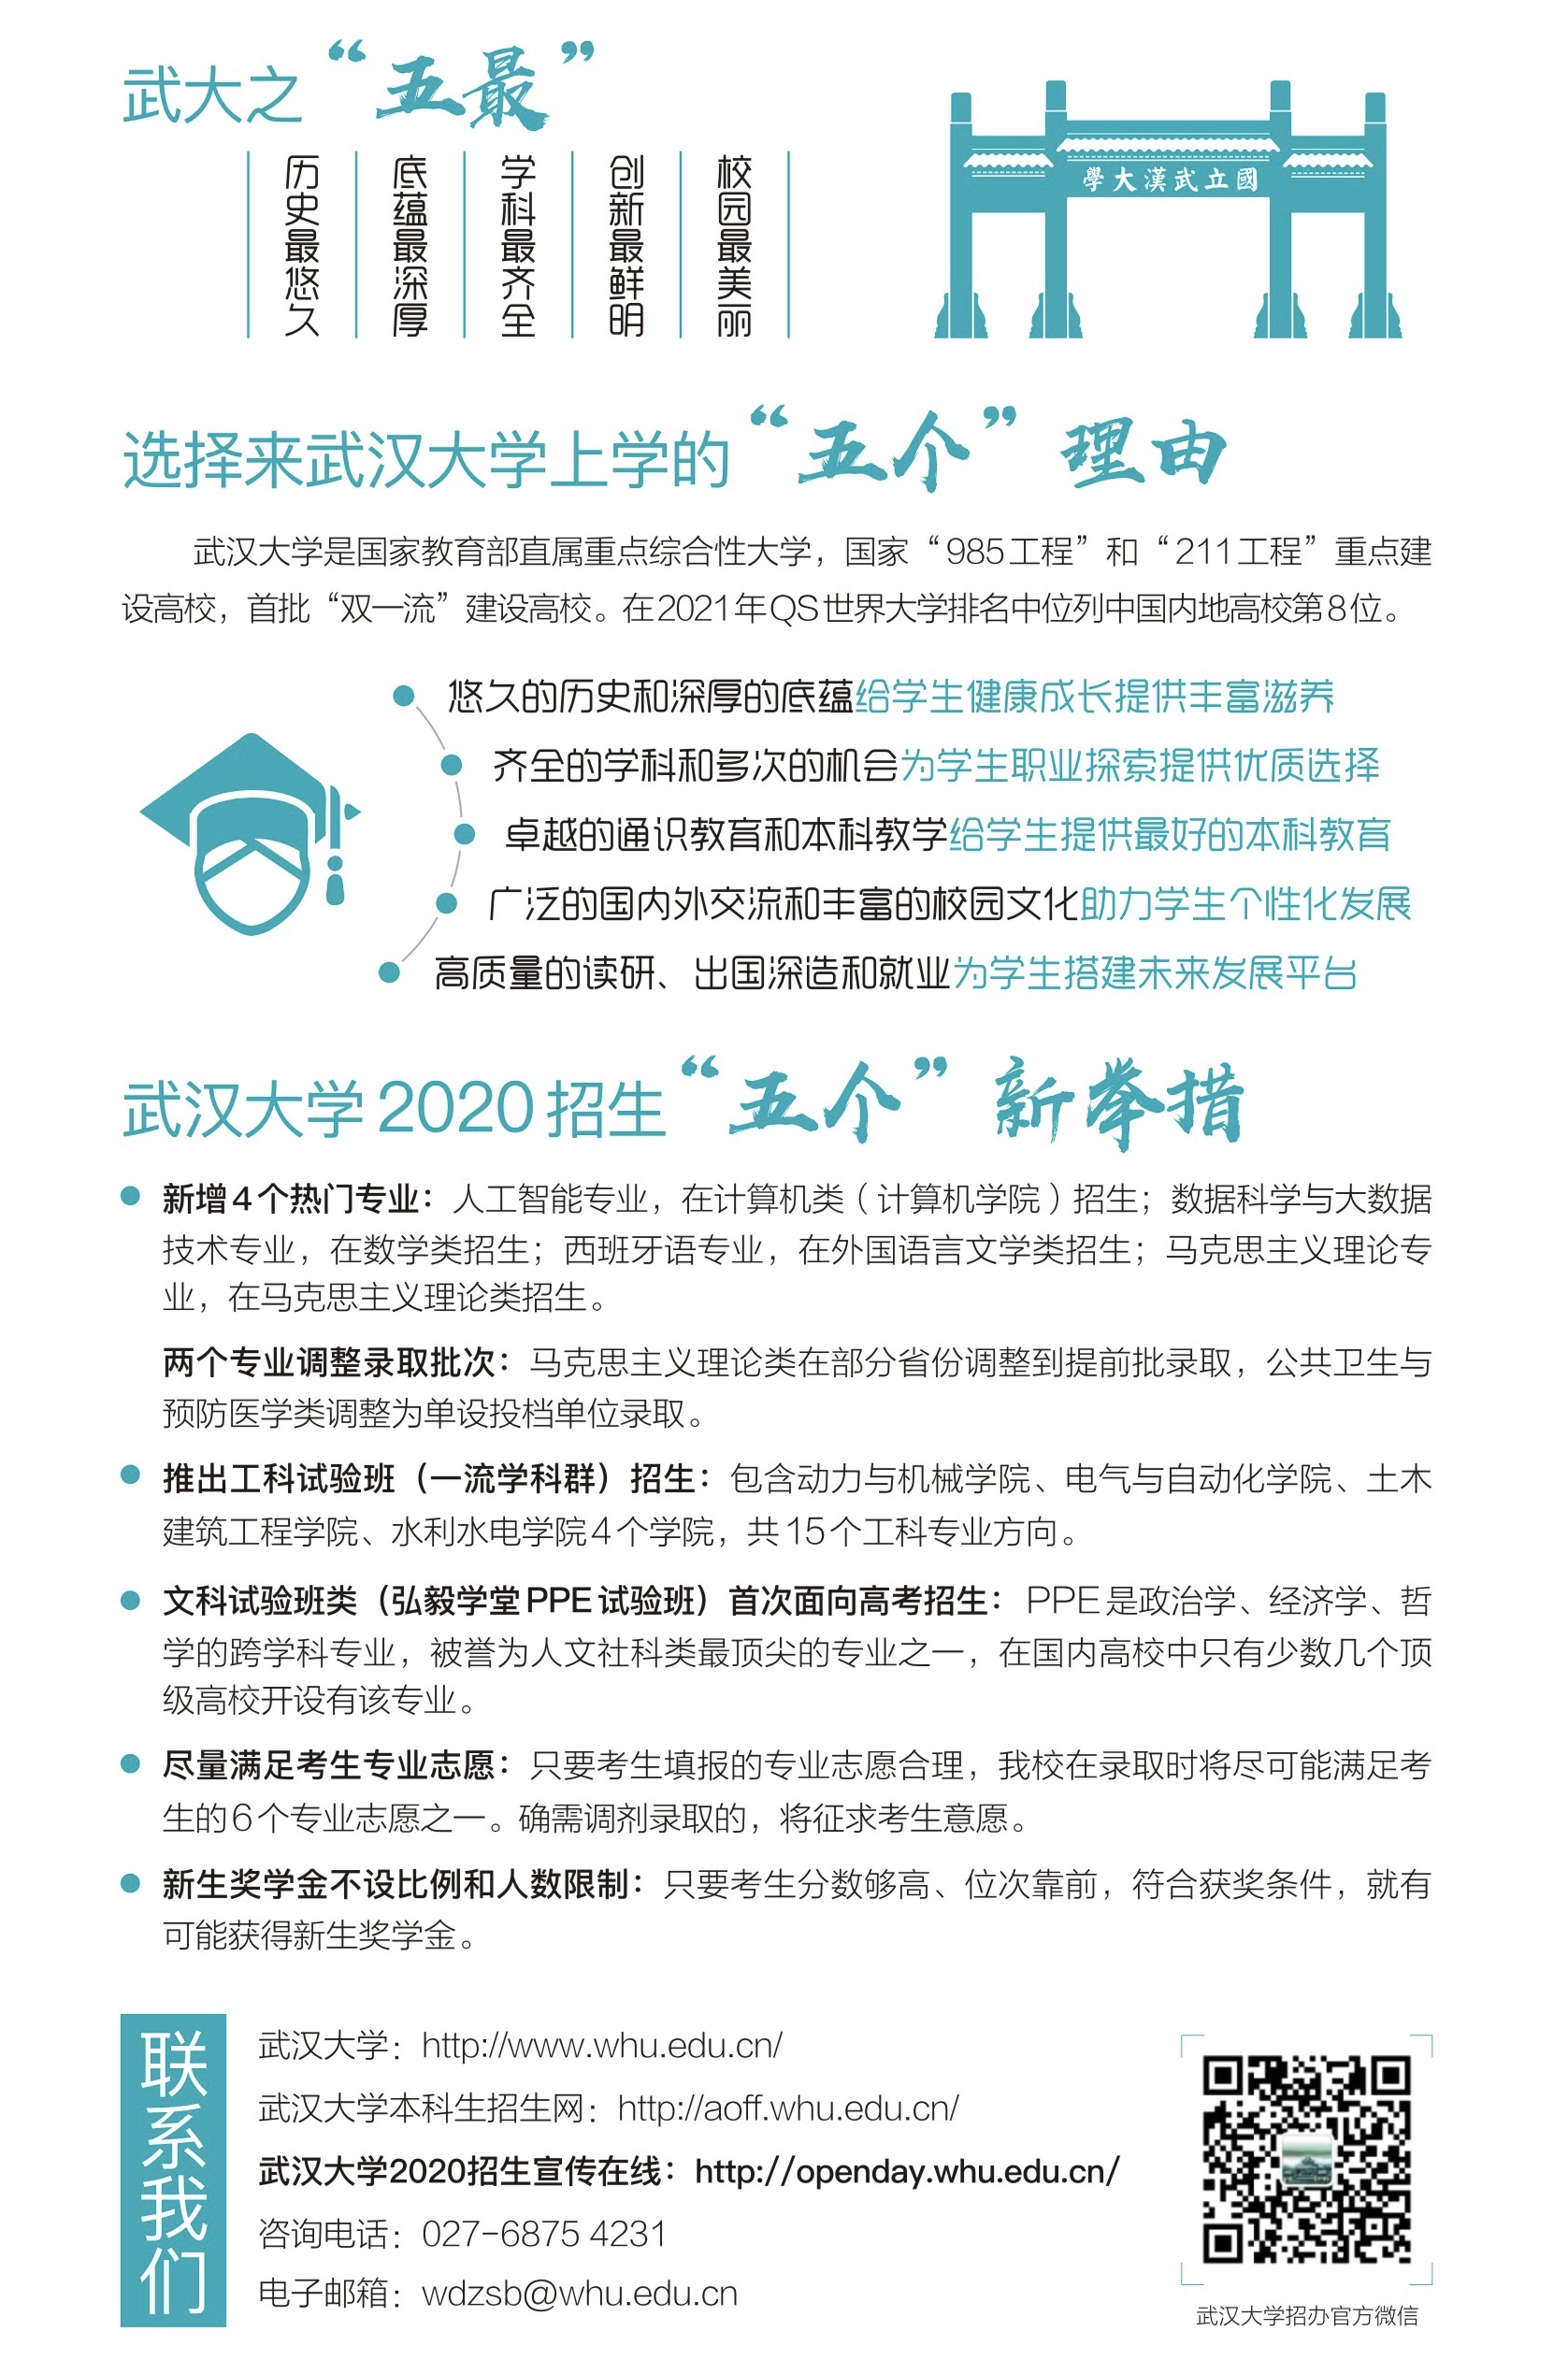 武大之“五最”
历史最悠久
底蕴最深厚
学科最齐全
创新最鲜明
校园最美丽
學大漢武立國
选择来武汉大学上学的“五个”理由
武汉大学是国家教育部直属重点综合性大学，国家“985工程”和“211工程”重点建
设高校，首批“双一流”建设高校。在2021年QS世界大学排名中位列中国内地高校第8位。
悠久的历史和深厚的底蕴给学生健康成长提供丰富滋养
齐全的学科和多次的机会为学生职业探索提供优质选择
卓越的通识教育和本科教学给学生提供最好的本科教育
广泛的国内外交流和丰富的校园文化助力学生个性化发展
高质量的读研、出国深造和就业为学生搭建未来发展平台
武汉大学2020招生“五个”新举措
新增4个热门专业：人工智能专业，在计算机类（计算机学院）招生；数据科学与大数据
技术专业，在数学类招生；西班牙语专业，在外国语言文学类招生；马克思主义理论专
业，在马克思主义理论类招生。
两个专业调整录取批次：马克思主义理论类在部分省份调整到提前批录取，公共卫生与
预防医学类调整为单设投档单位录取。
推出工科试验班（一流学科群）招生：包含动力与机械学院、电气与自动化学院、土木
建筑工程学院、水利水电学院4个学院，共15个工科专业方向。
文科试验班类（弘毅学堂PPE试验班）首次面向高考招生：PPE是政治学、经济学、哲
学的跨学科专业，被誉为人文社科类最顶尖的专业之一，在国内高校中只有少数几个顶
级高校开设有该专业。
尽量满足考生专业志愿：只要考生填报的专业志愿合理，我校在录取时将尽可能满足考
生的6个专业志愿之一。确需调剂录取的，将征求考生意愿。
新生奖学金不设比例和人数限制：只要考生分数够高、位次靠前，符合获奖条件，就有
可能获得新生奖学金。
联系我们
武汉大学：http://www.whu.edu.cn/
武汉大学本科生招生网：http://aoff.whu.edu.cn/
武汉大学2020招生宣传在线：http://openday.whu.edu.cn/
咨询电话：027-6875 4231
电子邮箱：wdzsb@whu.edu.cn
武汉大学招办官方微信